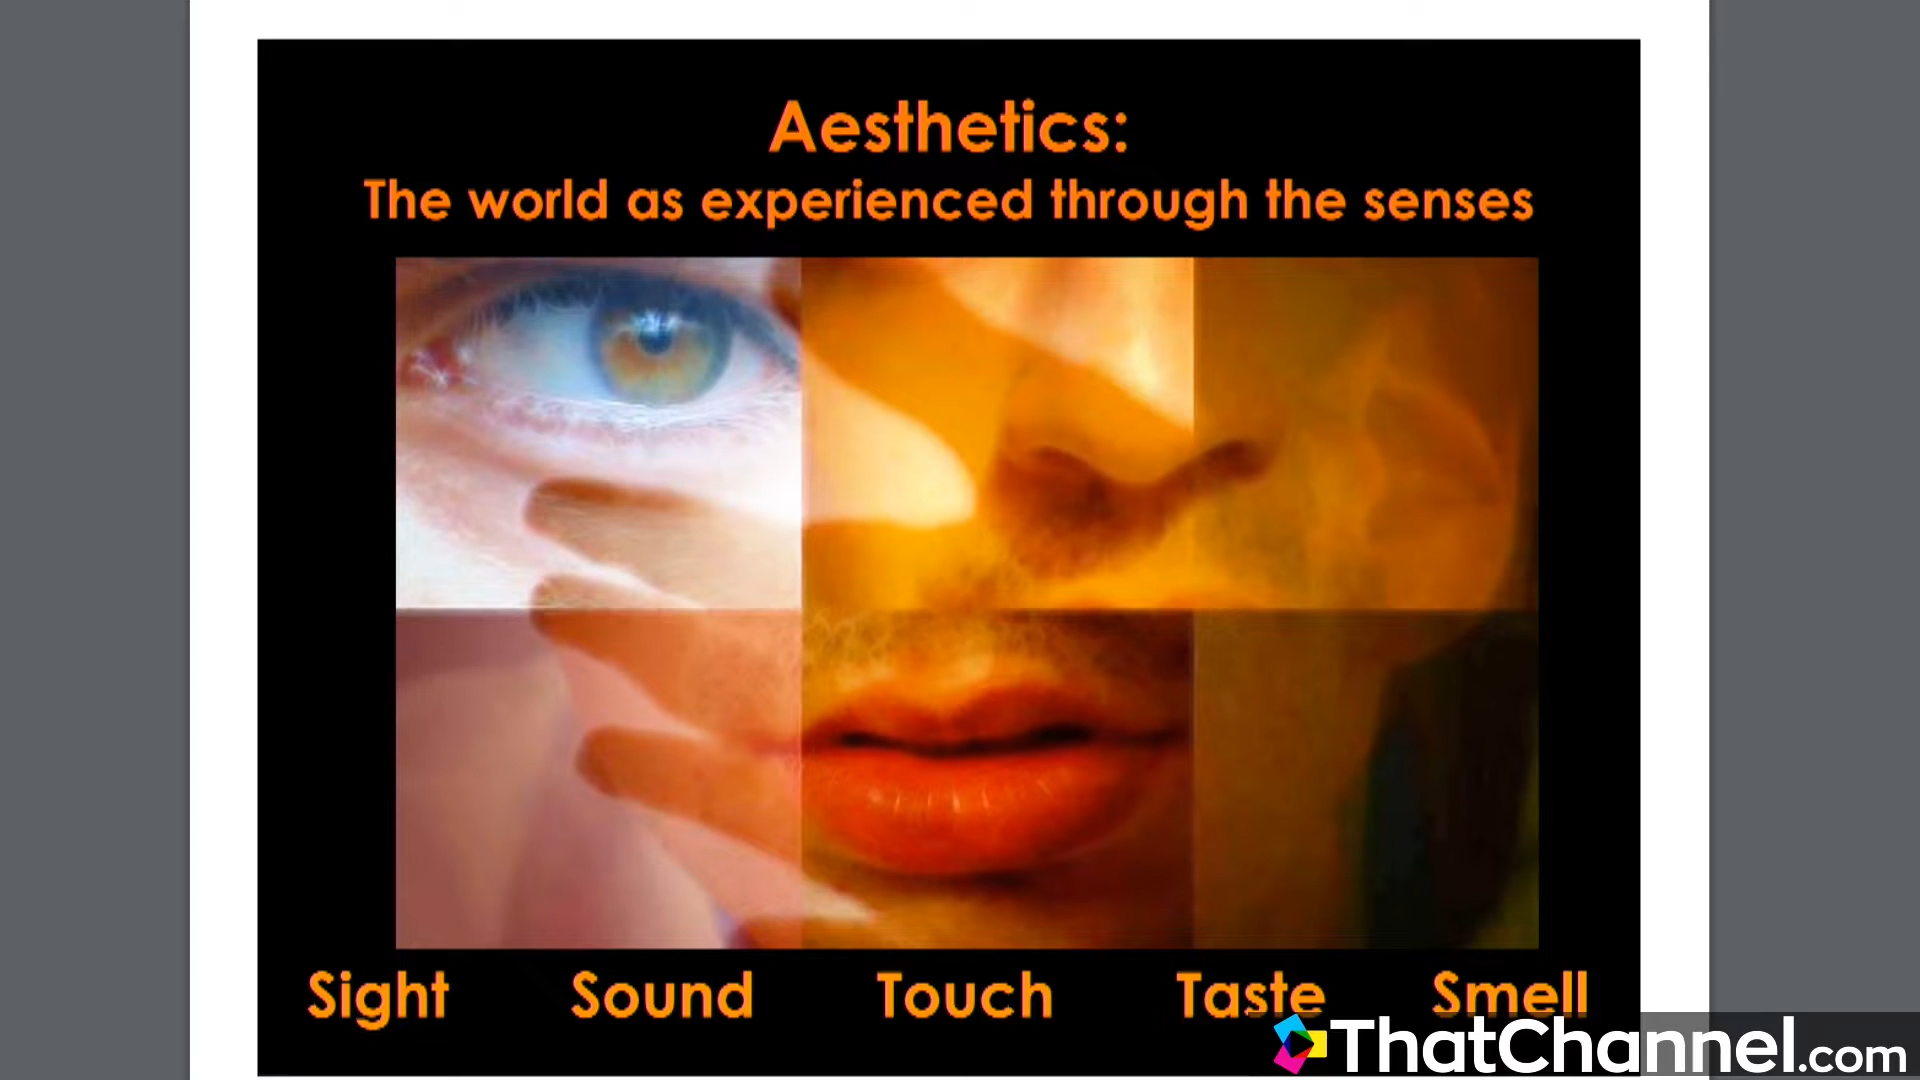 Aesthetics:
The world as experienced through the senses
Sight Sound Touch Taste Smell
ThatChannel.com